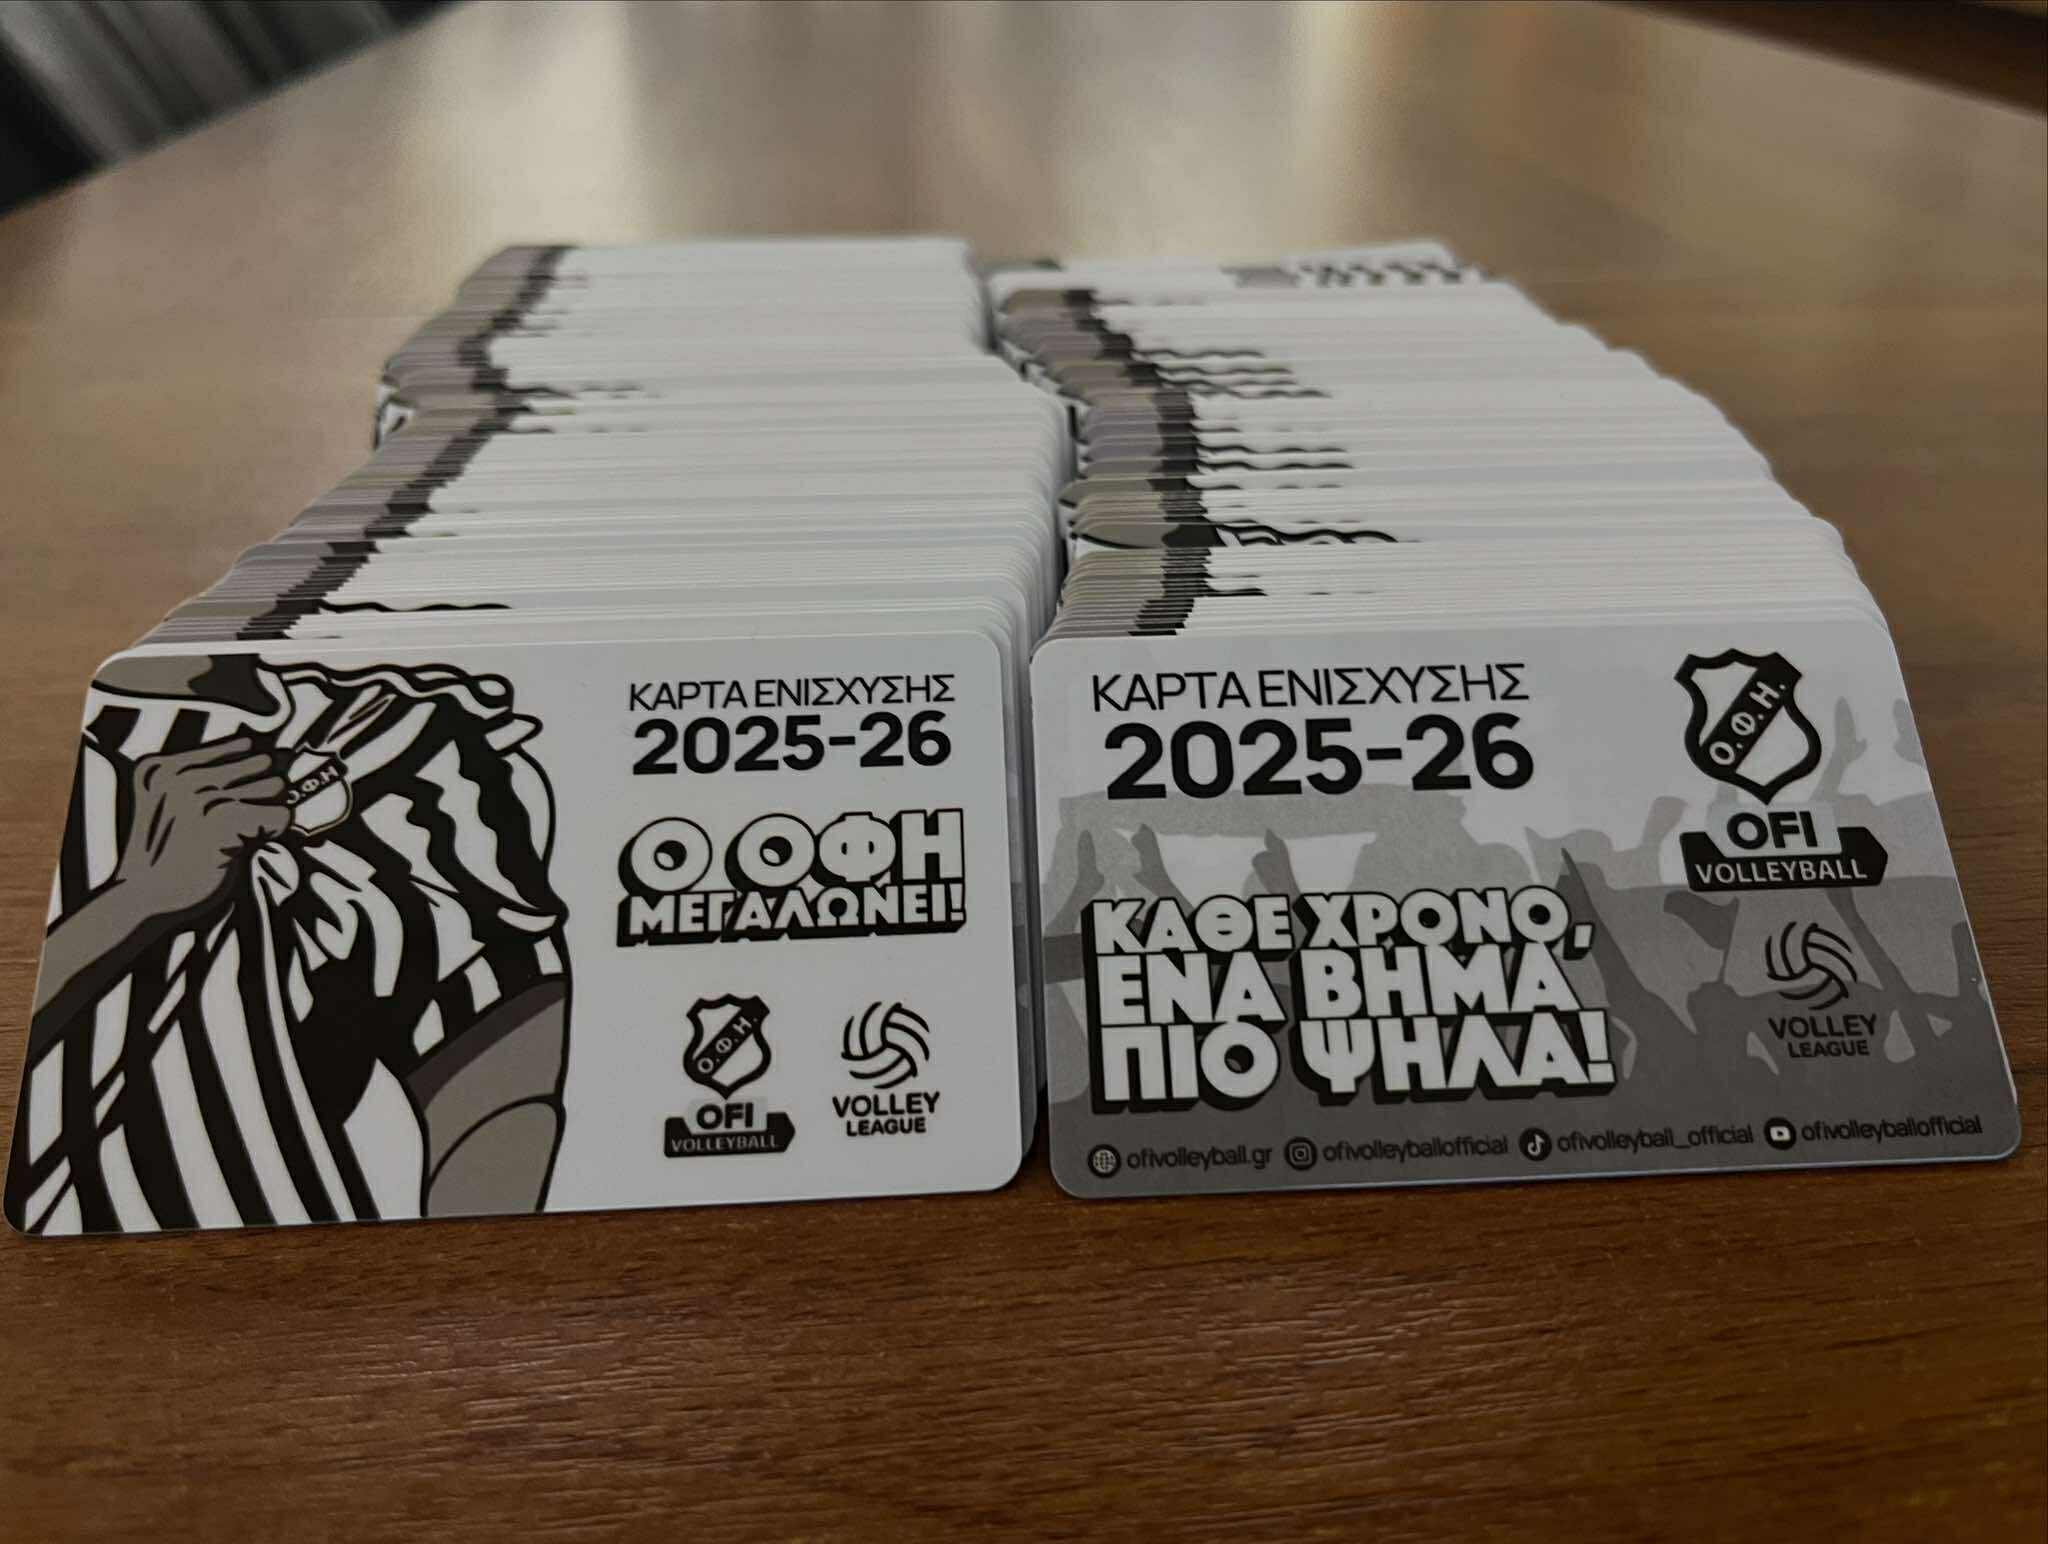 ΚΑΡΤΑ ΕΝΙΣΧΥΣΗΣ
2025-26
Ο ΟΦΗ
ΜΕΓΑΛΩΝΕΙ!
Ο.Φ.Η
Ο.Φ.Η.
OFI
VOLLEYBALL
VOLLEY
LEAGUE
ΚΑΡΤΑ ΕΝΙΣΧΥΣΗΣ
2025-26
Ο.Φ.Η.
OFI
VOLLEYBALL
ΚΑΘΕ ΧΡΟΝΟ,
ΕΝΑ ΒΗΜΑ
ΠΙΟ ΨΗΛΑ!
VOLLEY
LEAGUE
ofivolleyball.gr ofivolleyballofficial ofivolleyball_official ofivolleyballofficial